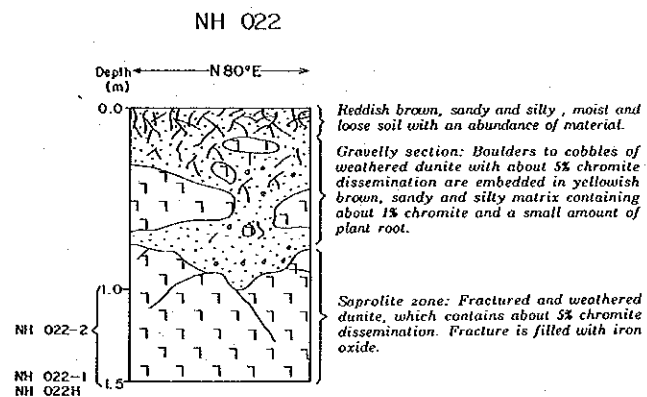 NH 022
Depth
(m)
N80°E
0.0
Reddish brown, sandy and silty, moist and
loose soil with an abundance of material.
Gravelly section: Boulders to cobbles of
weathered dunite with about 5% chromite
dissemination are embedded in yellowish
brown, sandy and silty matrix containing
about 1% chromite and a small amount of
plant root.
1.0
Saprolite zone: Fractured and weathered
dunite, which contains about 5% chromite
dissemination. Fracture is filled with iron
oxide.
NH 022-2
NH 022-1
NH 022H
1.5